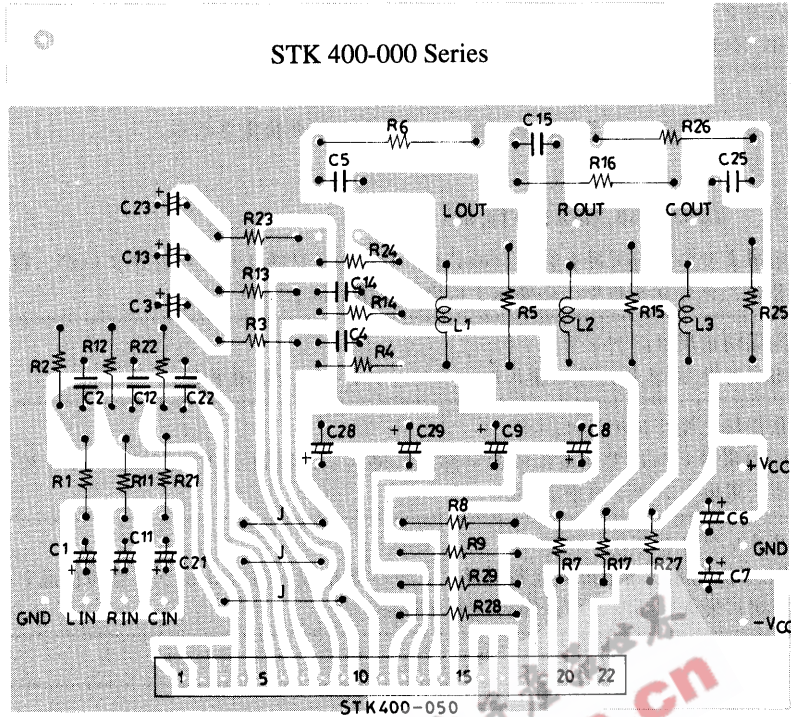 STK 400-000 Series
R6
C15
R26
C5
R16
C25
C23
L OUT
R OUT
C OUT
R23
C13
R24
R13
C14
C3
R14
R3
C4
R4
L1
R5
L2
R15
L3
R25
R2
R12
R22
C2
C12
C22
C28
C29
C9
C8
R1
R11
R21
+VCC
J
R8
C6
C1
C11
C21
J
R9
R7
R17
R27
GND
J
R29
C7
R28
GND
L IN
R IN
C IN
-VCC
1
5
10
15
20
22
STK400-050
.cn